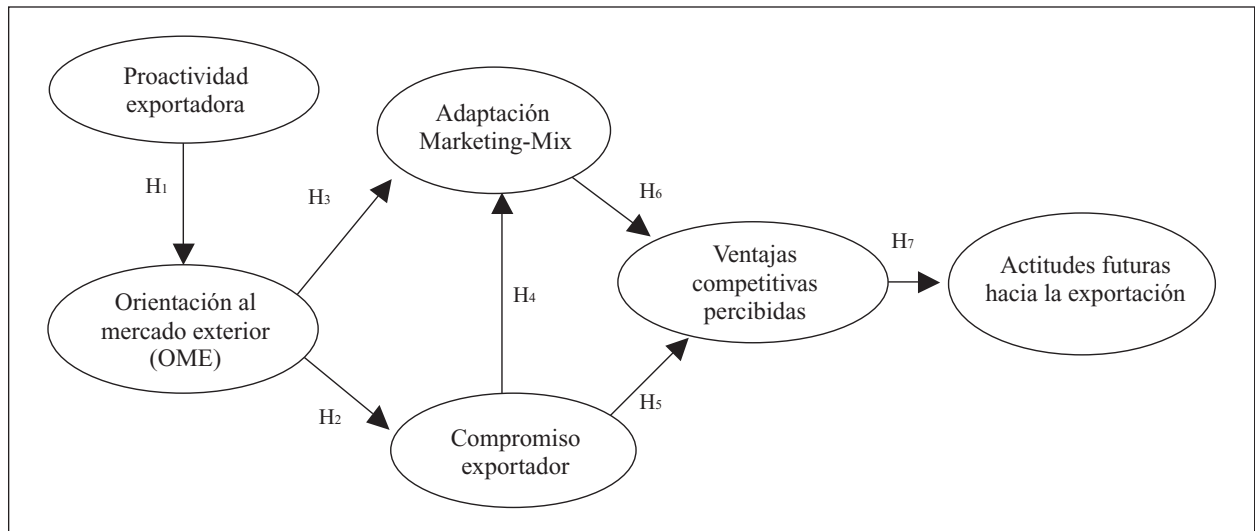 Proactividad
exportadora
Adaptación
Marketing-Mix
H1
H3
H6
H7
Ventajas
competitivas
percibidas
Actitudes futuras
hacia la exportación
H4
Orientación al
mercado exterior
(OME)
H2
H5
Compromiso
exportador